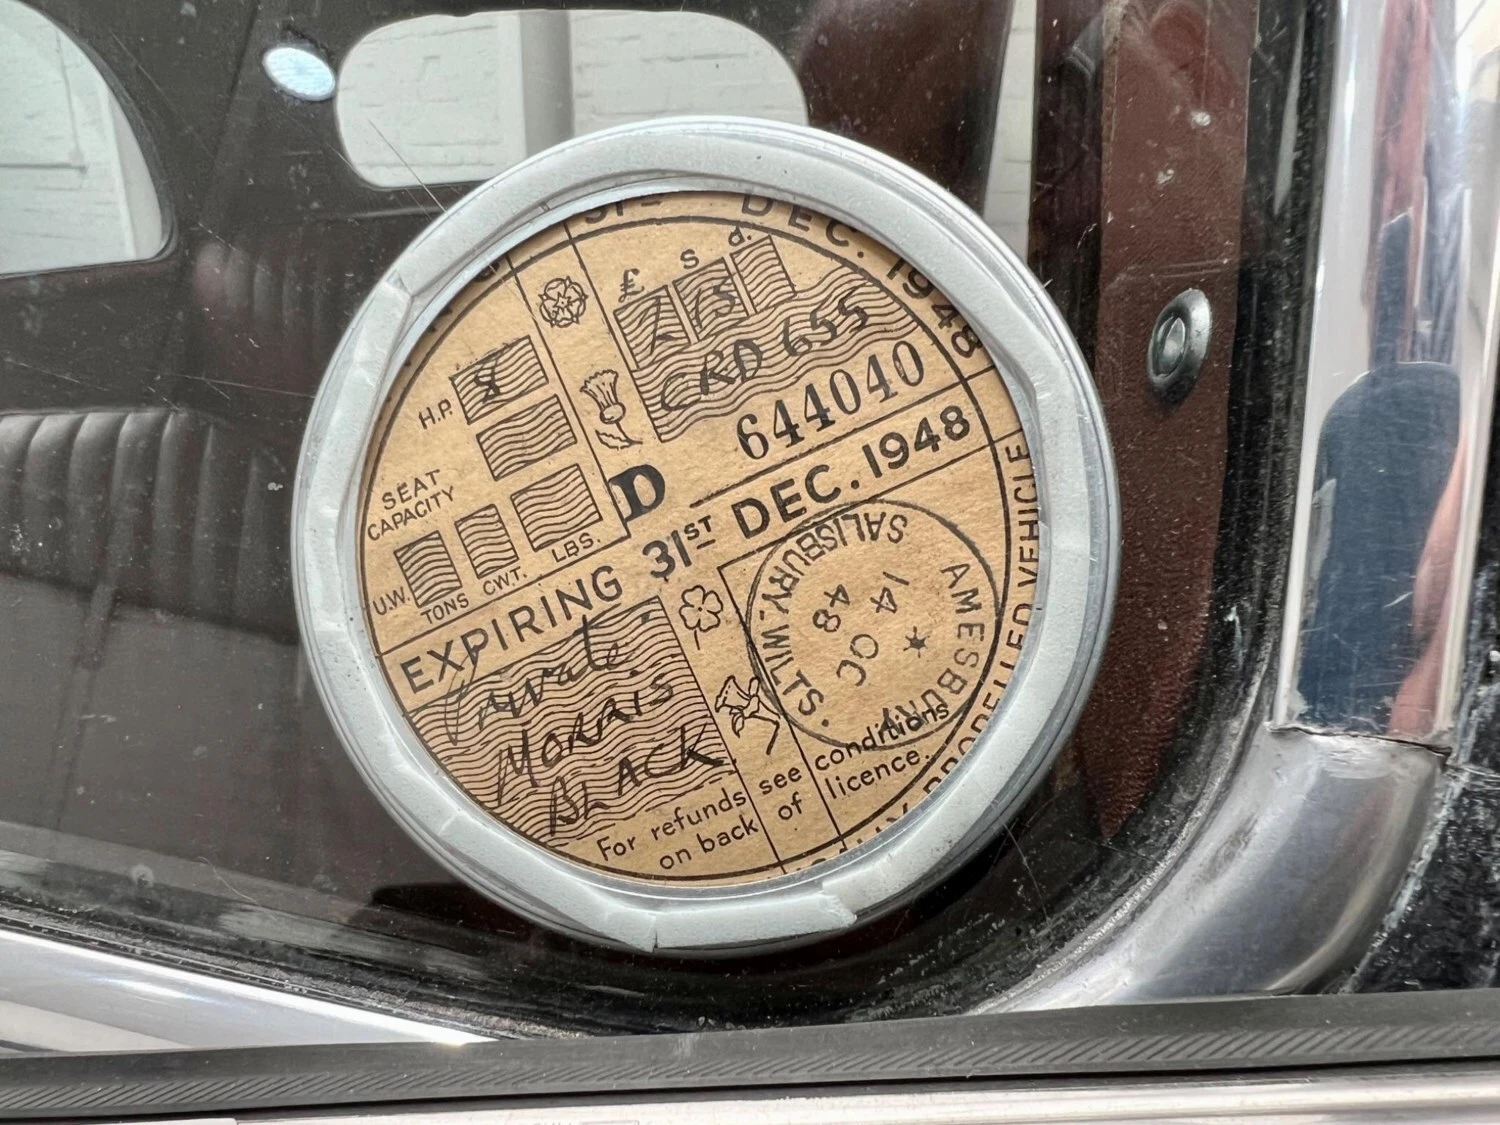 31ST DEC. 1948
£ S d.
2 15
CRD 655
644040
H.P. 8
SEAT
CAPACITY
U.W.
TONS CWT. LBS.
D
EXPIRING 31ST DEC. 1948
Private
Morris
BLACK
AMESBURY
SALISBURY. WILTS.
14 OC
48
For refunds see conditions
on back of licence.
PROPELLED VEHICLE